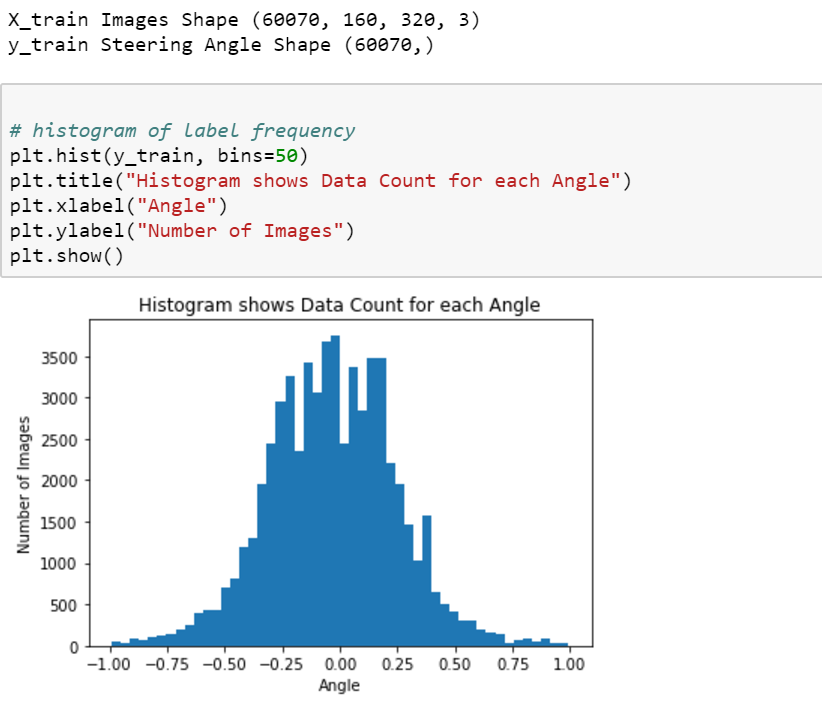 X_train Images Shape (60070, 160, 320, 3)
y_train Steering Angle Shape (60070,)
# histogram of label frequency
plt.hist(y_train, bins=50)
plt.title("Histogram shows Data Count for each Angle")
plt.xlabel("Angle")
plt.ylabel("Number of Images")
plt.show()
Histogram shows Data Count for each Angle
Number of Images
3500
3000
2500
2000
1500
1000
500
0
−1.00 −0.75 −0.50 −0.25 0.00 0.25 0.50 0.75 1.00
Angle